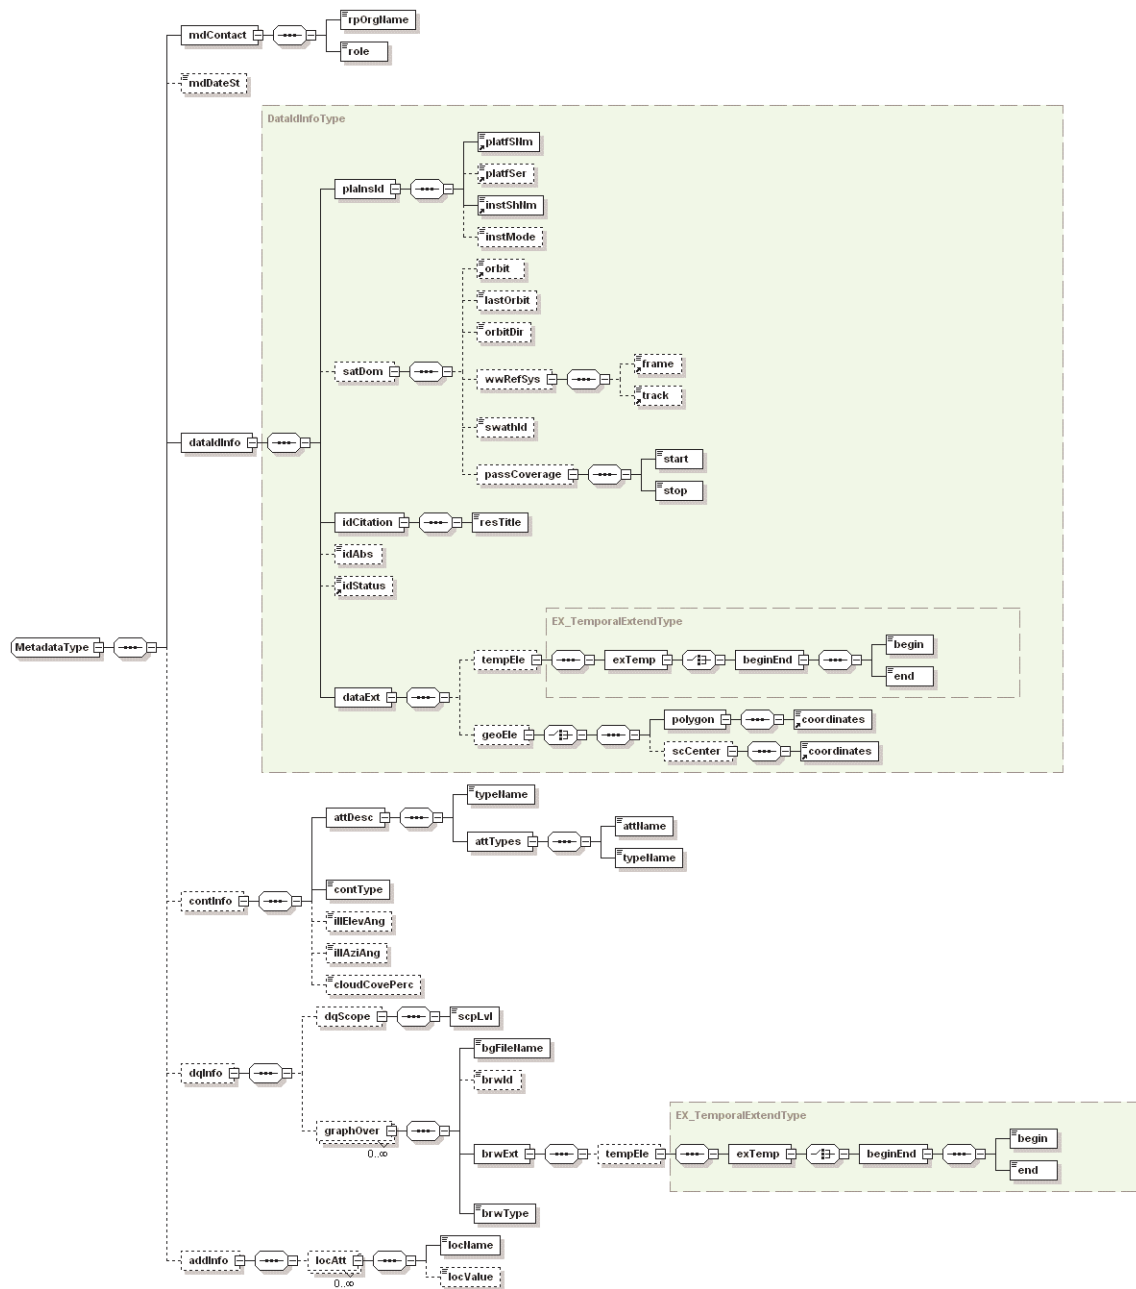 rpOrgName
mdContact
role
mdDateSt
DataIdInfoType
platfSNm
platfSer
plaInsId
instShNm
instMode
orbit
lastOrbit
orbitDir
frame
satDom
wwRefSys
track
swathId
dataIdInfo
start
passCoverage
stop
idCitation
resTitle
idAbs
idStatus
EX_TemporalExtendType
MetadataType
begin
tempEle
exTemp
beginEnd
end
dataExt
polygon
coordinates
geoEle
scCenter
coordinates
typeName
attDesc
attName
attTypes
typeName
contType
contInfo
illElevAng
illAziAng
cloudCovePerc
dqScope
scpLvl
bgFileName
dqInfo
brwId
EX_TemporalExtendType
graphOver
0..∞
begin
brwExt
tempEle
exTemp
beginEnd
end
brwType
locName
addInfo
locAtt
0..∞
locValue